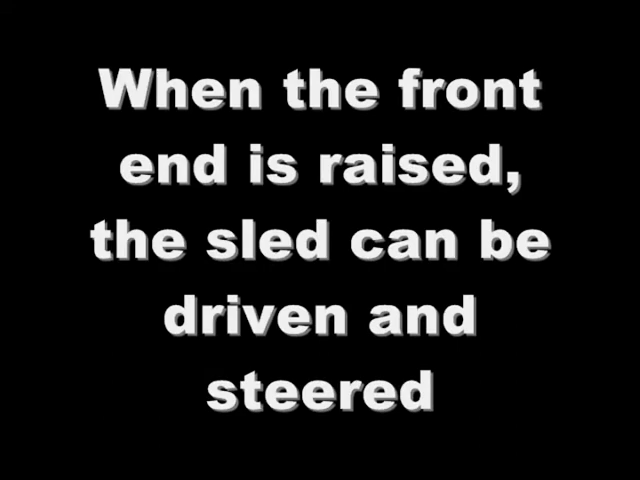 When the front
end is raised,
the sled can be
driven and
steered